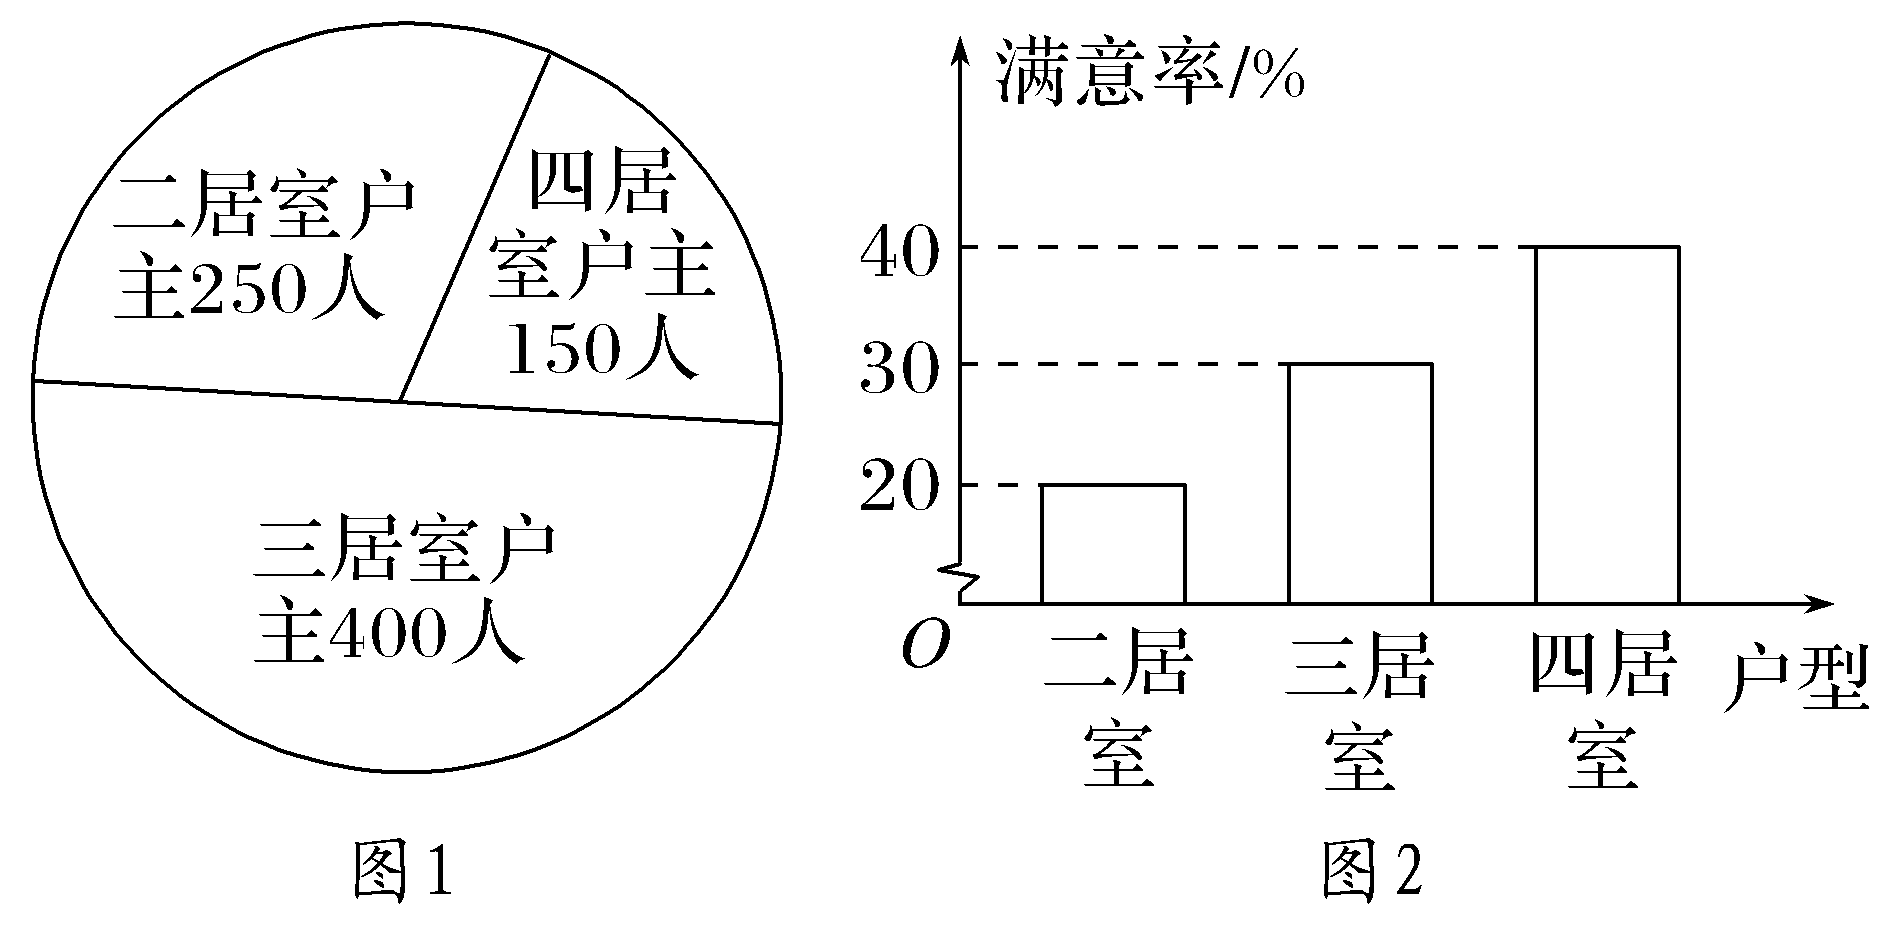 二居室户
主250人
四居
室户主
150人
三居室户
主400人
图1
满意率/%
40
30
20
O
二居
室
三居
室
四居
室
户型
图2